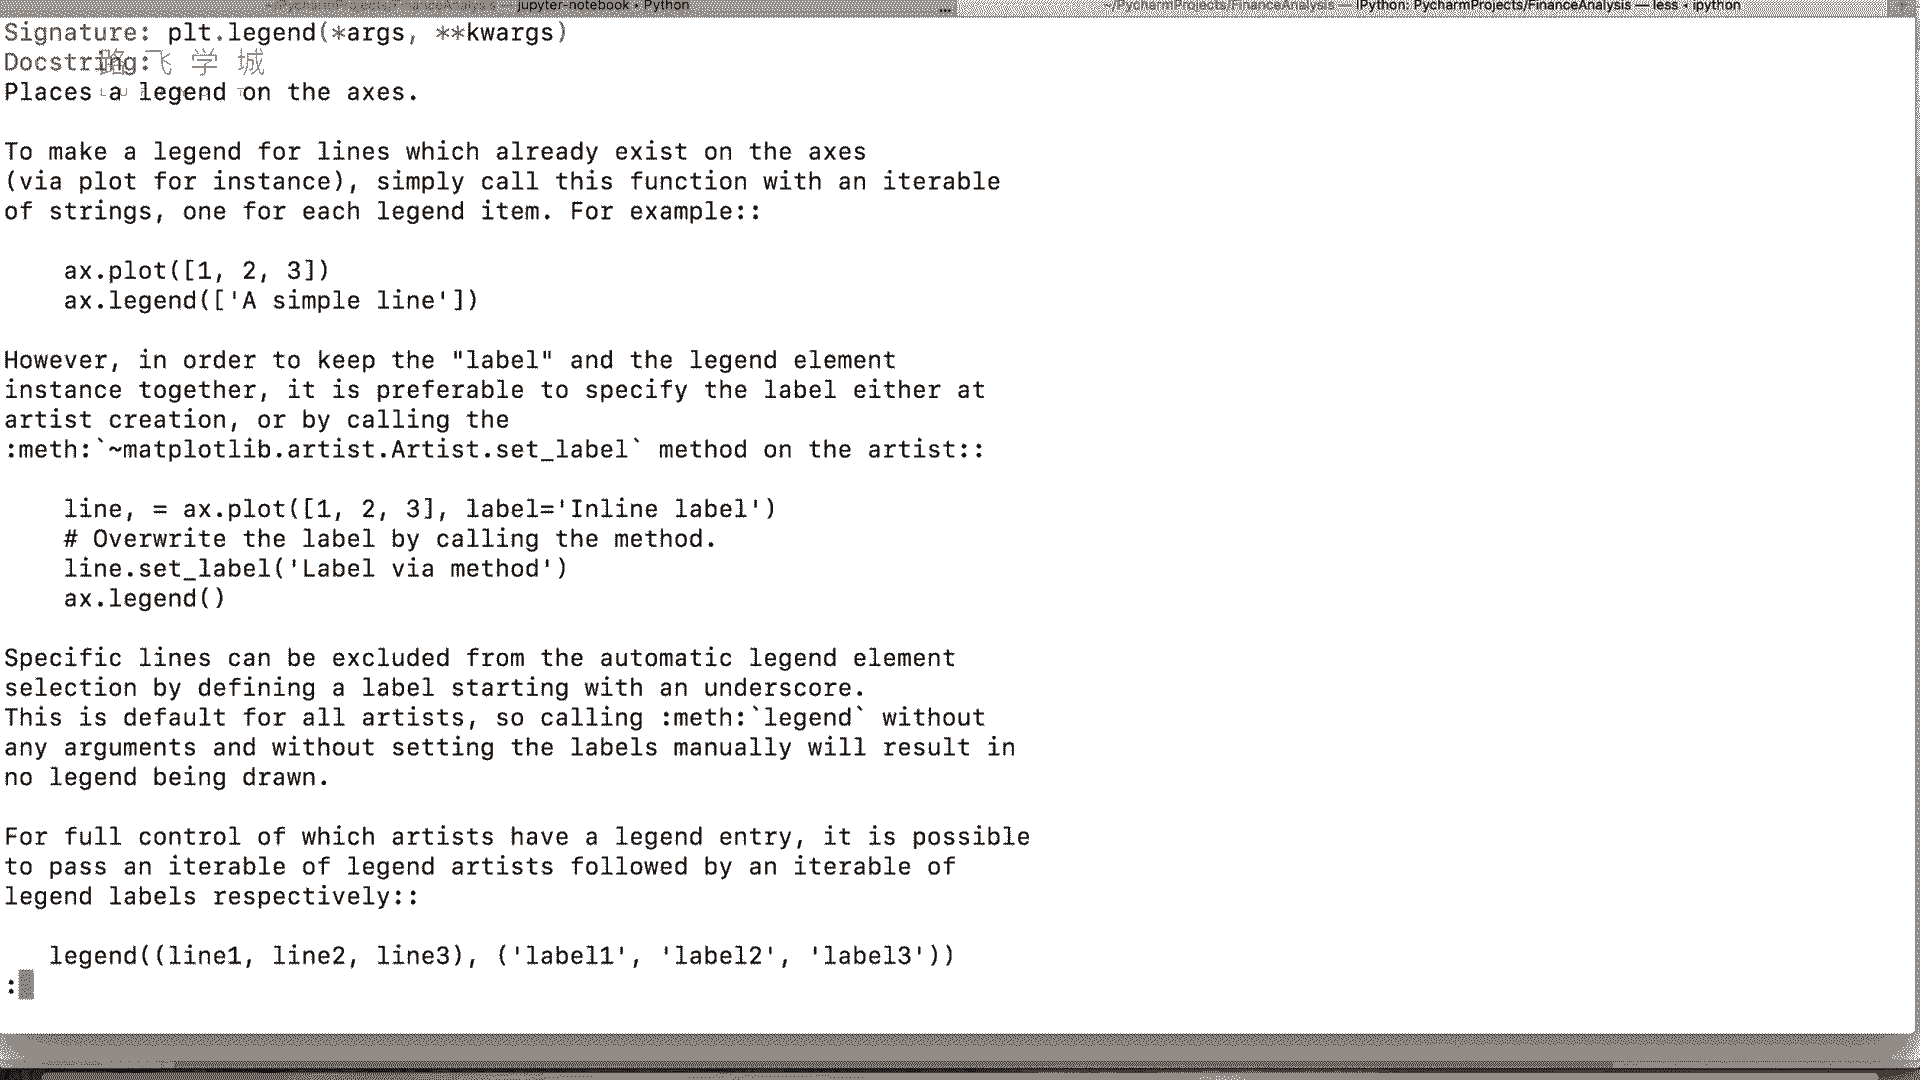 ~/PycharmProjects/FinanceAnalysis — jupyter-notebook • Python
... ~/PycharmProjects/FinanceAnalysis — IPython: PycharmProjects/FinanceAnalysis — less • ipython
Signature: plt.legend(*args, **kwargs)
Docstring:
路飞学城
Places a legend on the axes.

To make a legend for lines which already exist on the axes
(via plot for instance), simply call this function with an iterable
of strings, one for each legend item. For example::

    ax.plot([1, 2, 3])
    ax.legend(['A simple line'])

However, in order to keep the "label" and the legend element
instance together, it is preferable to specify the label either at
artist creation, or by calling the
:meth:`~matplotlib.artist.Artist.set_label` method on the artist::

    line, = ax.plot([1, 2, 3], label='Inline label')
    # Overwrite the label by calling the method.
    line.set_label('Label via method')
    ax.legend()

Specific lines can be excluded from the automatic legend element
selection by defining a label starting with an underscore.
This is default for all artists, so calling :meth:`legend` without
any arguments and without setting the labels manually will result in
no legend being drawn.

For full control of which artists have a legend entry, it is possible
to pass an iterable of legend artists followed by an iterable of
legend labels respectively::

   legend((line1, line2, line3), ('label1', 'label2', 'label3'))
: